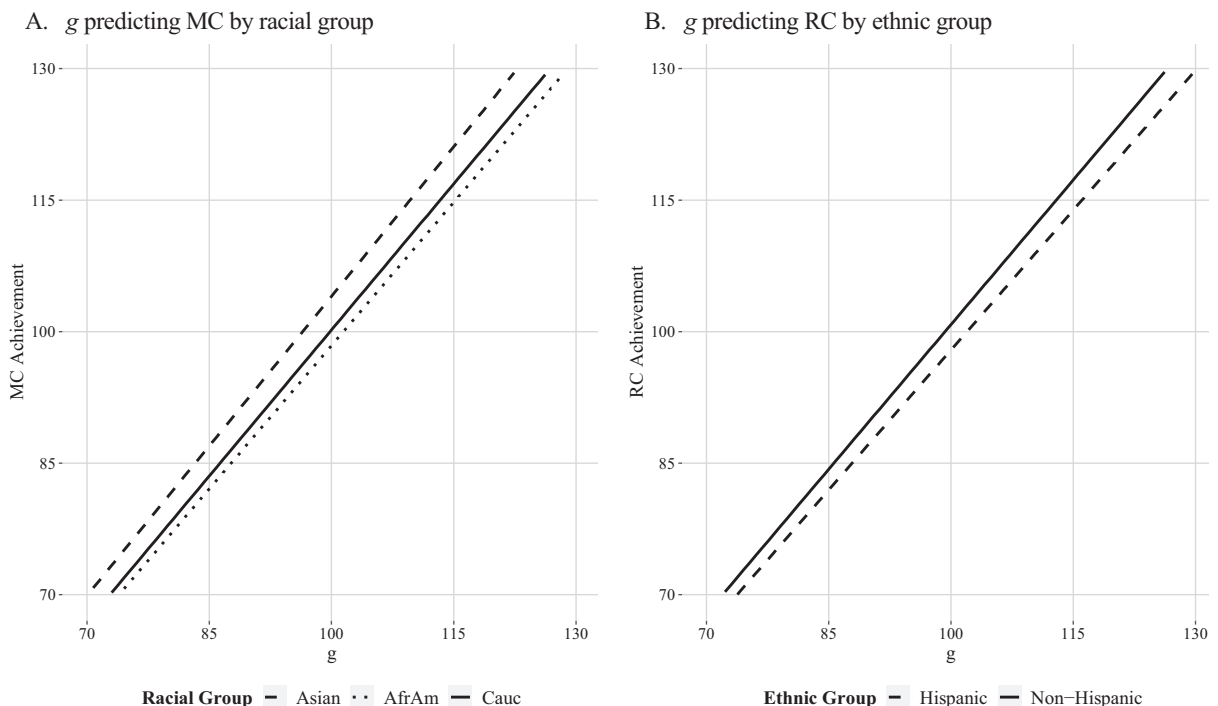 A. g predicting MC by racial group
130
115
100
85
70
MC Achievement
70 85 100 115 130
g
Racial Group Asian AfrAm Cauc
B. g predicting RC by ethnic group
130
115
100
85
70
RC Achievement
70 85 100 115 130
g
Ethnic Group Hispanic Non−Hispanic